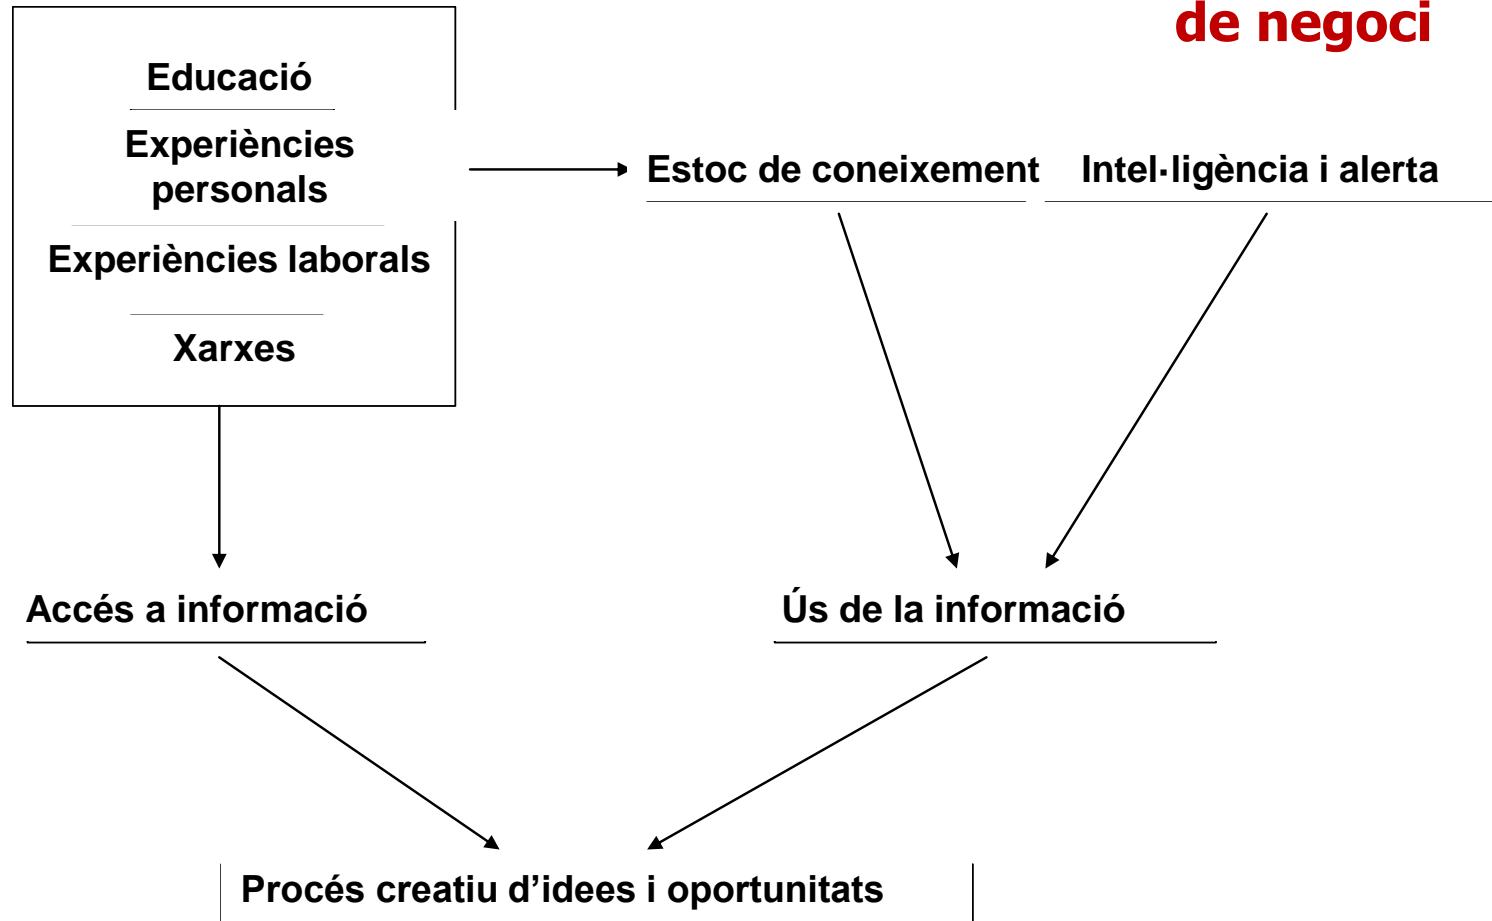 de negoci
Educació
Experiències
personals
Estoc de coneixement
Intel·ligència i alerta
Experiències laborals
Xarxes
Accés a informació
Ús de la informació
Procés creatiu d’idees i oportunitats